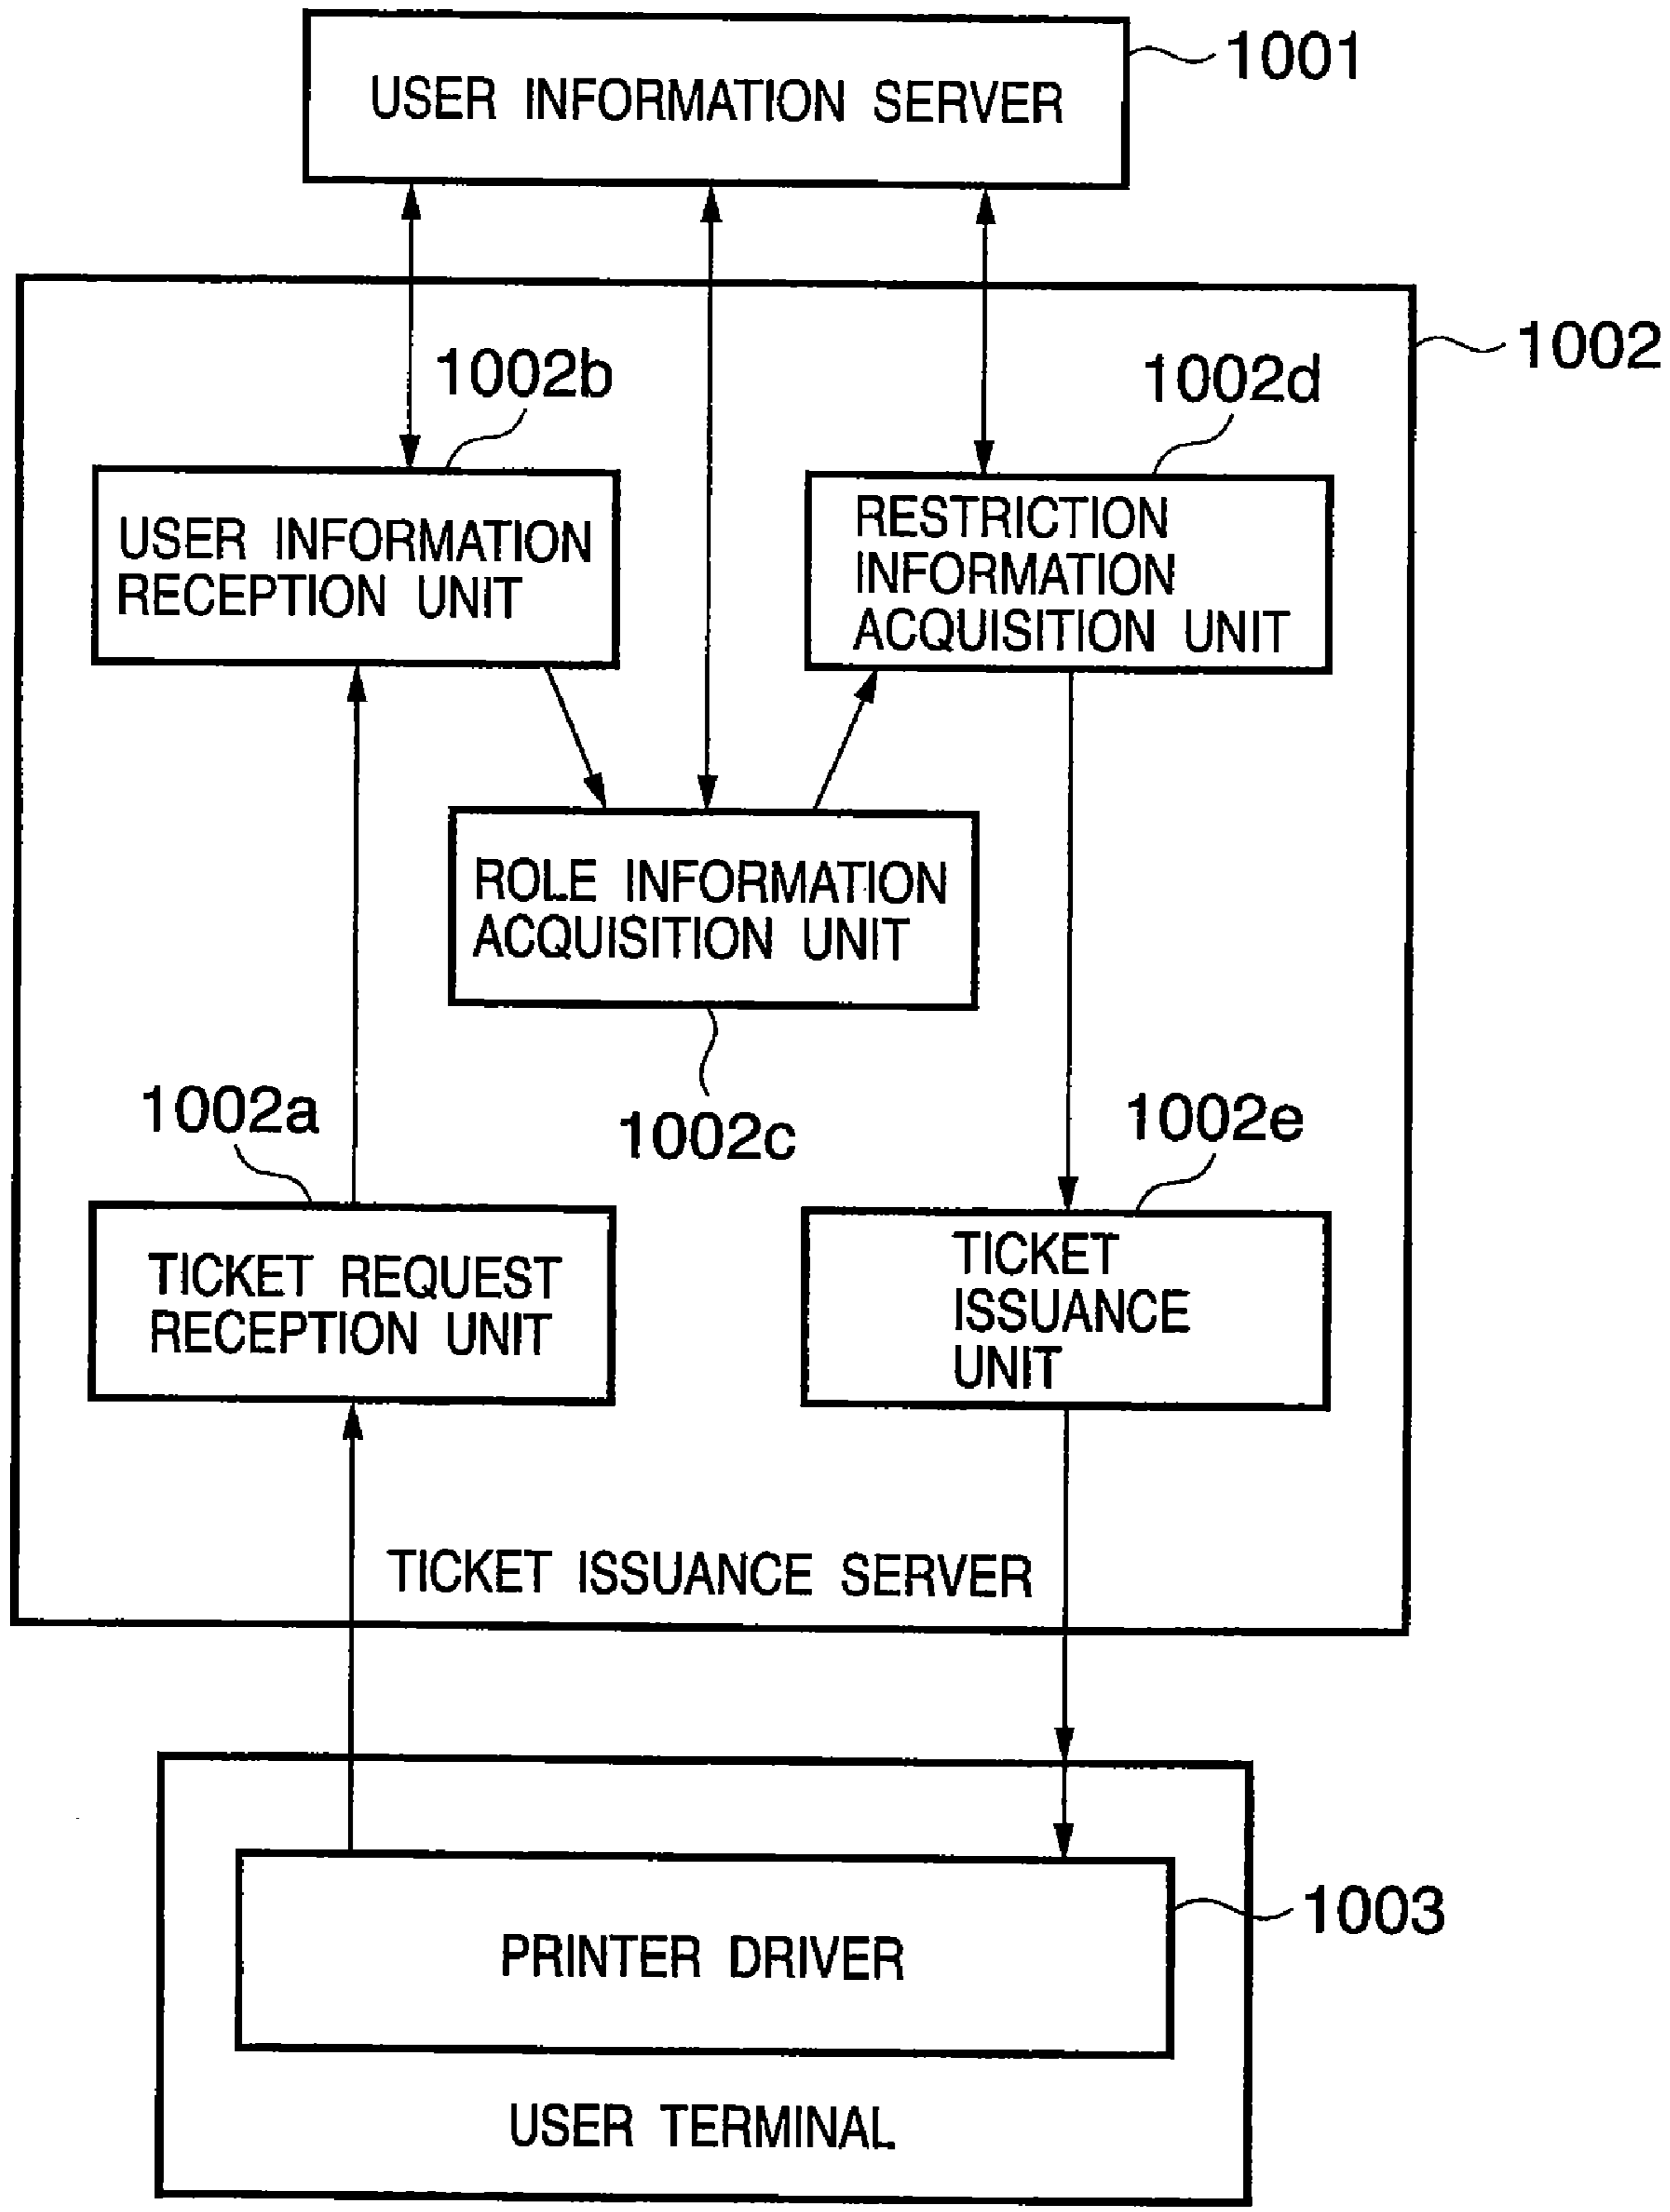 1001
USER INFORMATION SERVER
1002
1002b
1002d
USER INFORMATION
RECEPTION UNIT
RESTRICTION
INFORMATION
ACQUISITION UNIT
ROLE INFORMATION
ACQUISITION UNIT
1002a
1002c
1002e
TICKET REQUEST
RECEPTION UNIT
TICKET
ISSUANCE
UNIT
TICKET ISSUANCE SERVER
1003
PRINTER DRIVER
USER TERMINAL